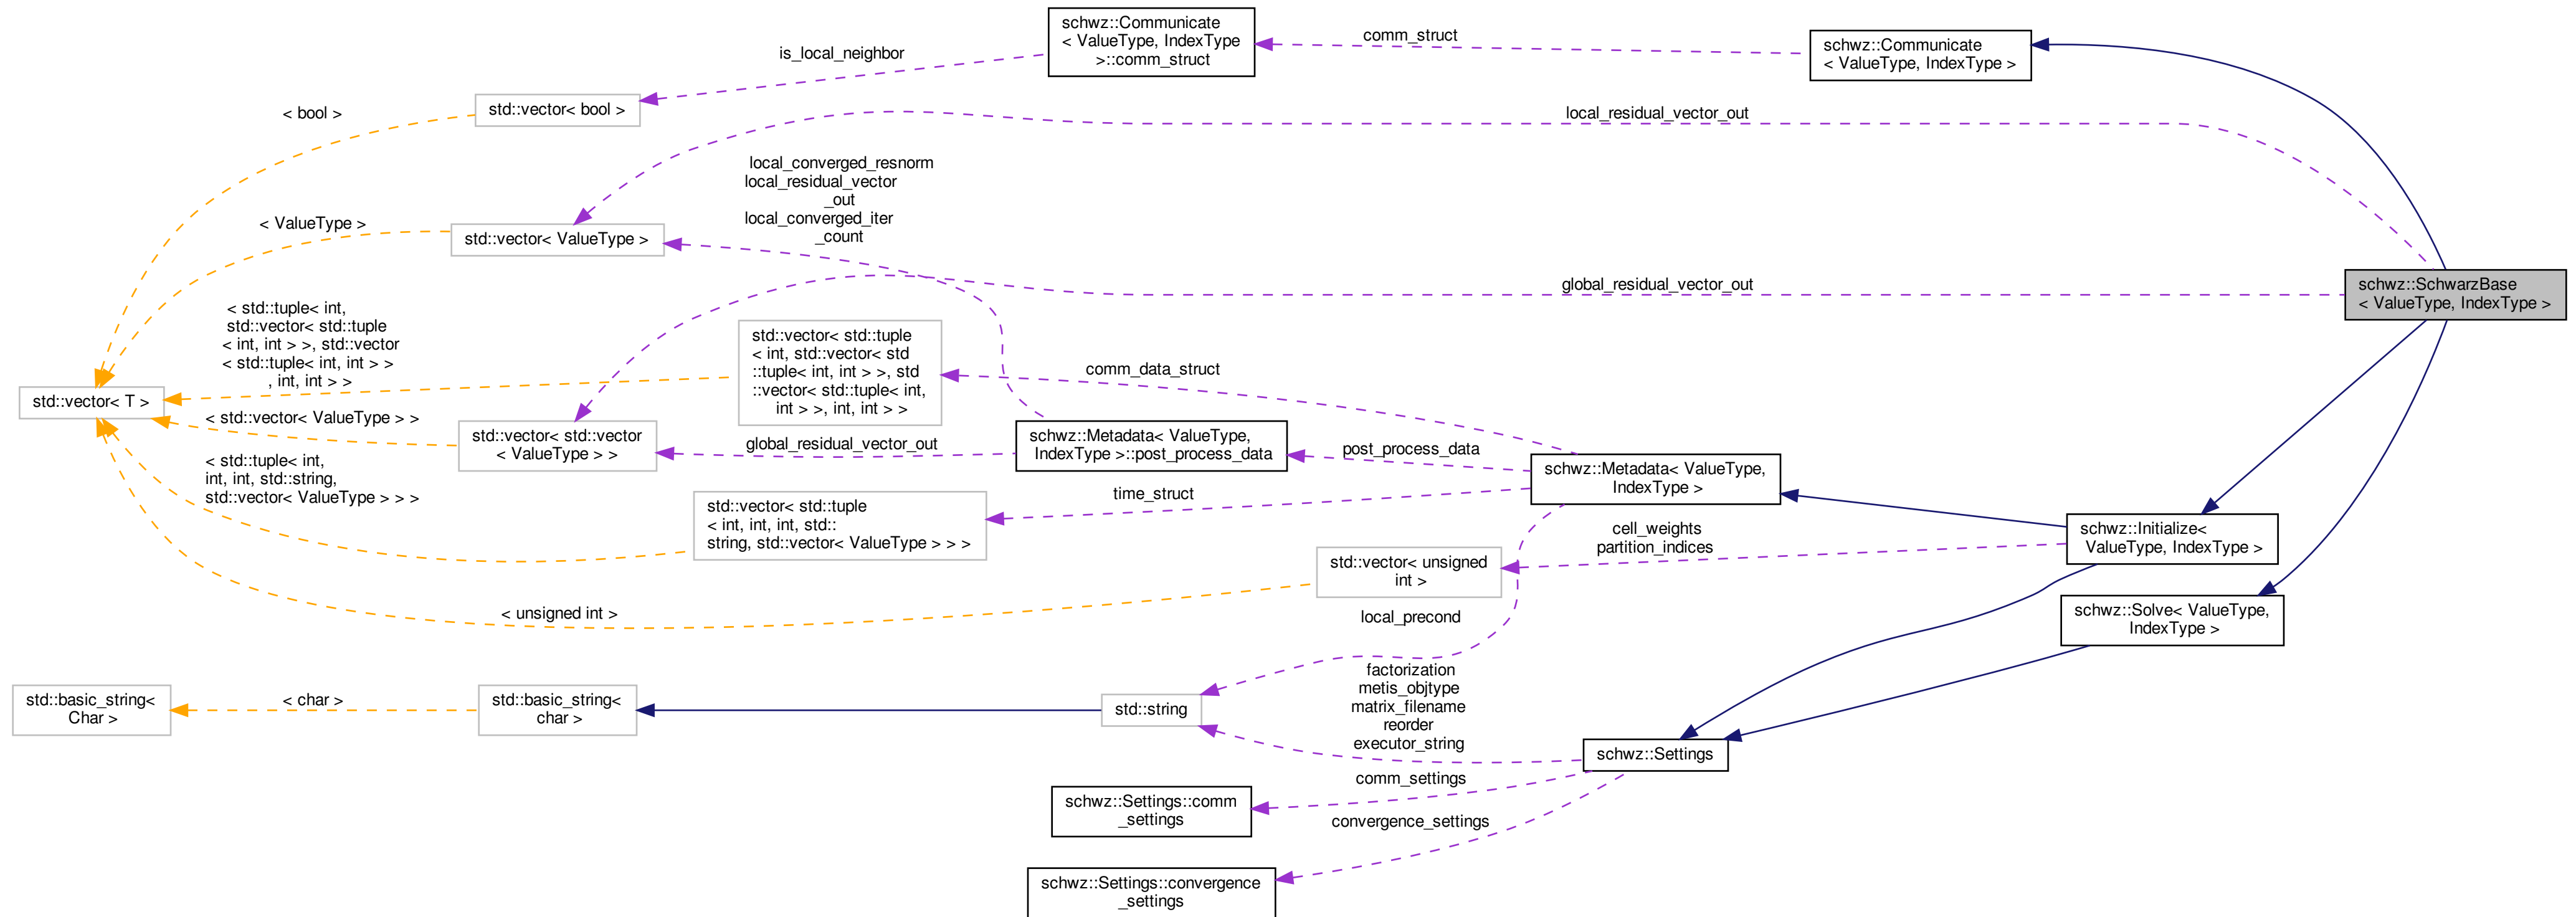 schwz::Communicate
< ValueType, IndexType
>::comm_struct
comm_struct
schwz::Communicate
< ValueType, IndexType >
is_local_neighbor
std::vector< bool >
< bool >
local_residual_vector_out
local_converged_resnorm
local_residual_vector
_out
local_converged_iter
_count
< ValueType >
std::vector< ValueType >
global_residual_vector_out
schwz::SchwarzBase
< ValueType, IndexType >
< std::tuple< int,
std::vector< std::tuple
< int, int > >, std::vector
< std::tuple< int, int > >
, int, int > >
std::vector< std::tuple
< int, std::vector< std
::tuple< int, int > >, std
::vector< std::tuple< int,
int > >, int, int > >
comm_data_struct
std::vector< T >
< std::vector< ValueType > >
std::vector< std::vector
< ValueType > >
global_residual_vector_out
schwz::Metadata< ValueType,
IndexType >::post_process_data
post_process_data
schwz::Metadata< ValueType,
IndexType >
< std::tuple< int,
int, int, std::string,
std::vector< ValueType > > >
std::vector< std::tuple
< int, int, int, std::
string, std::vector< ValueType > > >
time_struct
cell_weights
partition_indices
schwz::Initialize<
ValueType, IndexType >
std::vector< unsigned
int >
< unsigned int >
local_precond
schwz::Solve< ValueType,
IndexType >
std::basic_string<
Char >
< char >
std::basic_string<
char >
std::string
factorization
metis_objtype
matrix_filename
reorder
executor_string
schwz::Settings
comm_settings
schwz::Settings::comm
_settings
convergence_settings
schwz::Settings::convergence
_settings